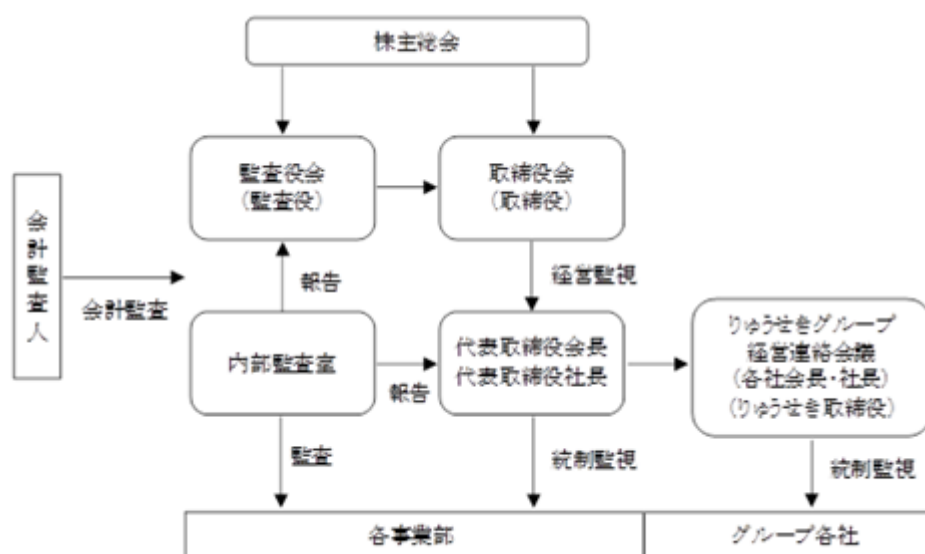 株主総会
監査役会
(監査役)
取締役会
(取締役)
会計監査人
会計監査
報告
経営監視
内部監査室
報告
代表取締役会長
代表取締役社長
りゅうせきグループ
経営連絡会議
(各社会長・社長)
(りゅうせき取締役)
監査
統制監視
統制監視
各事業部
グループ各社